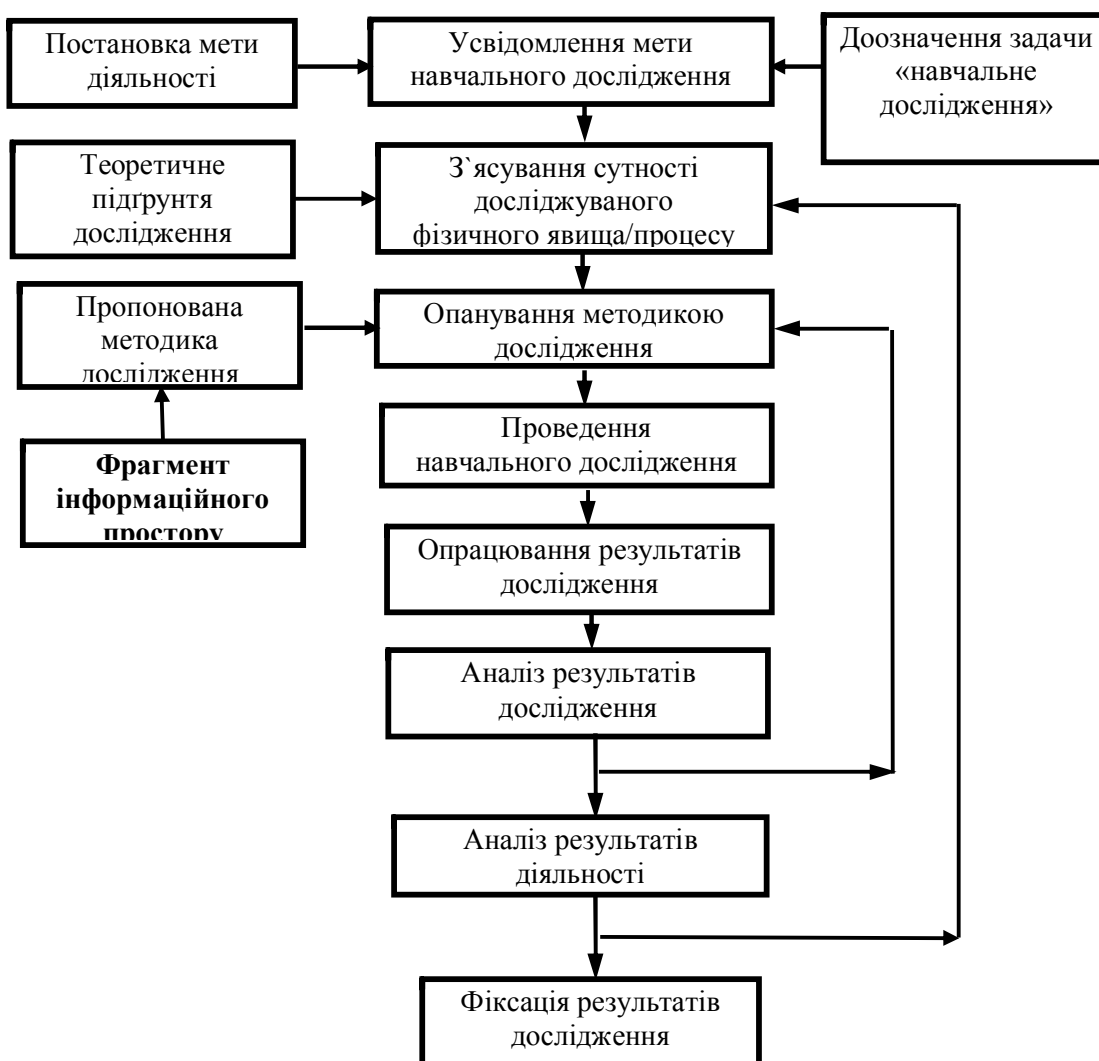 Постановка мети
діяльності
Усвідомлення мети
навчального дослідження
Доозначення задачи
«навчальне
дослідження»
Теоретичне
підґрунтя
дослідження
З`ясування сутності
досліджуваного
фізичного явища/процесу
Пропонована
методика
дослідження
Опанування методикою
дослідження
Фрагмент
інформаційного
простору
Проведення
навчального дослідження
Опрацювання результатів
дослідження
Аналіз результатів
дослідження
Аналіз результатів
діяльності
Фіксація результатів
дослідження